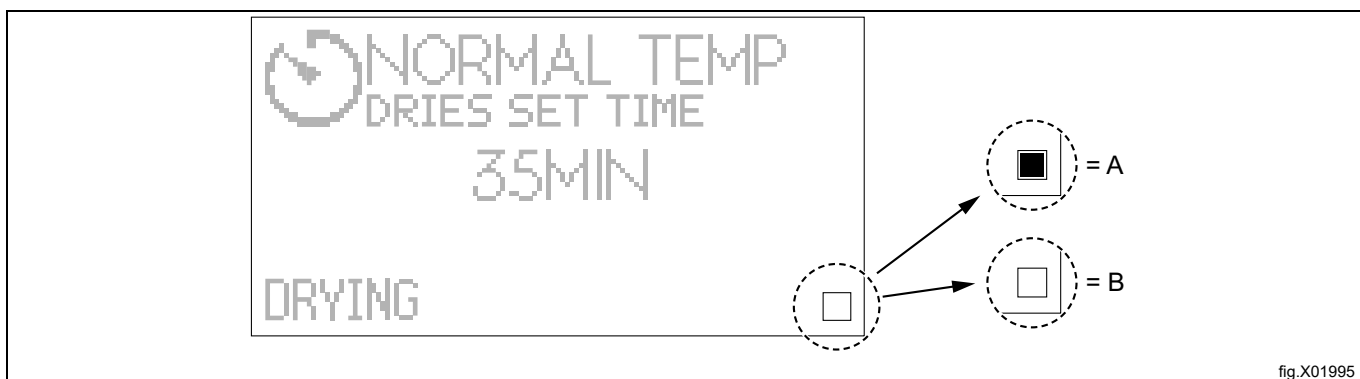 NORMAL TEMP
DRIES SET TIME
35MIN
DRYING
= A
= B
fig.X01995